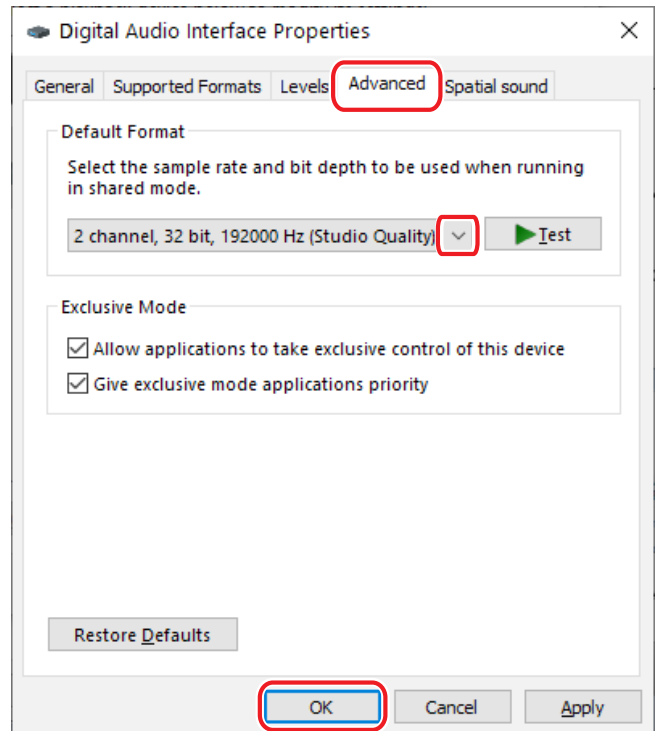 Digital Audio Interface Properties
General Supported Formats Levels Advanced Spatial sound
Default Format
Select the sample rate and bit depth to be used when running
in shared mode.
2 channel, 32 bit, 192000 Hz (Studio Quality) Test
Exclusive Mode
Allow applications to take exclusive control of this device
Give exclusive mode applications priority
Restore Defaults
OK Cancel Apply